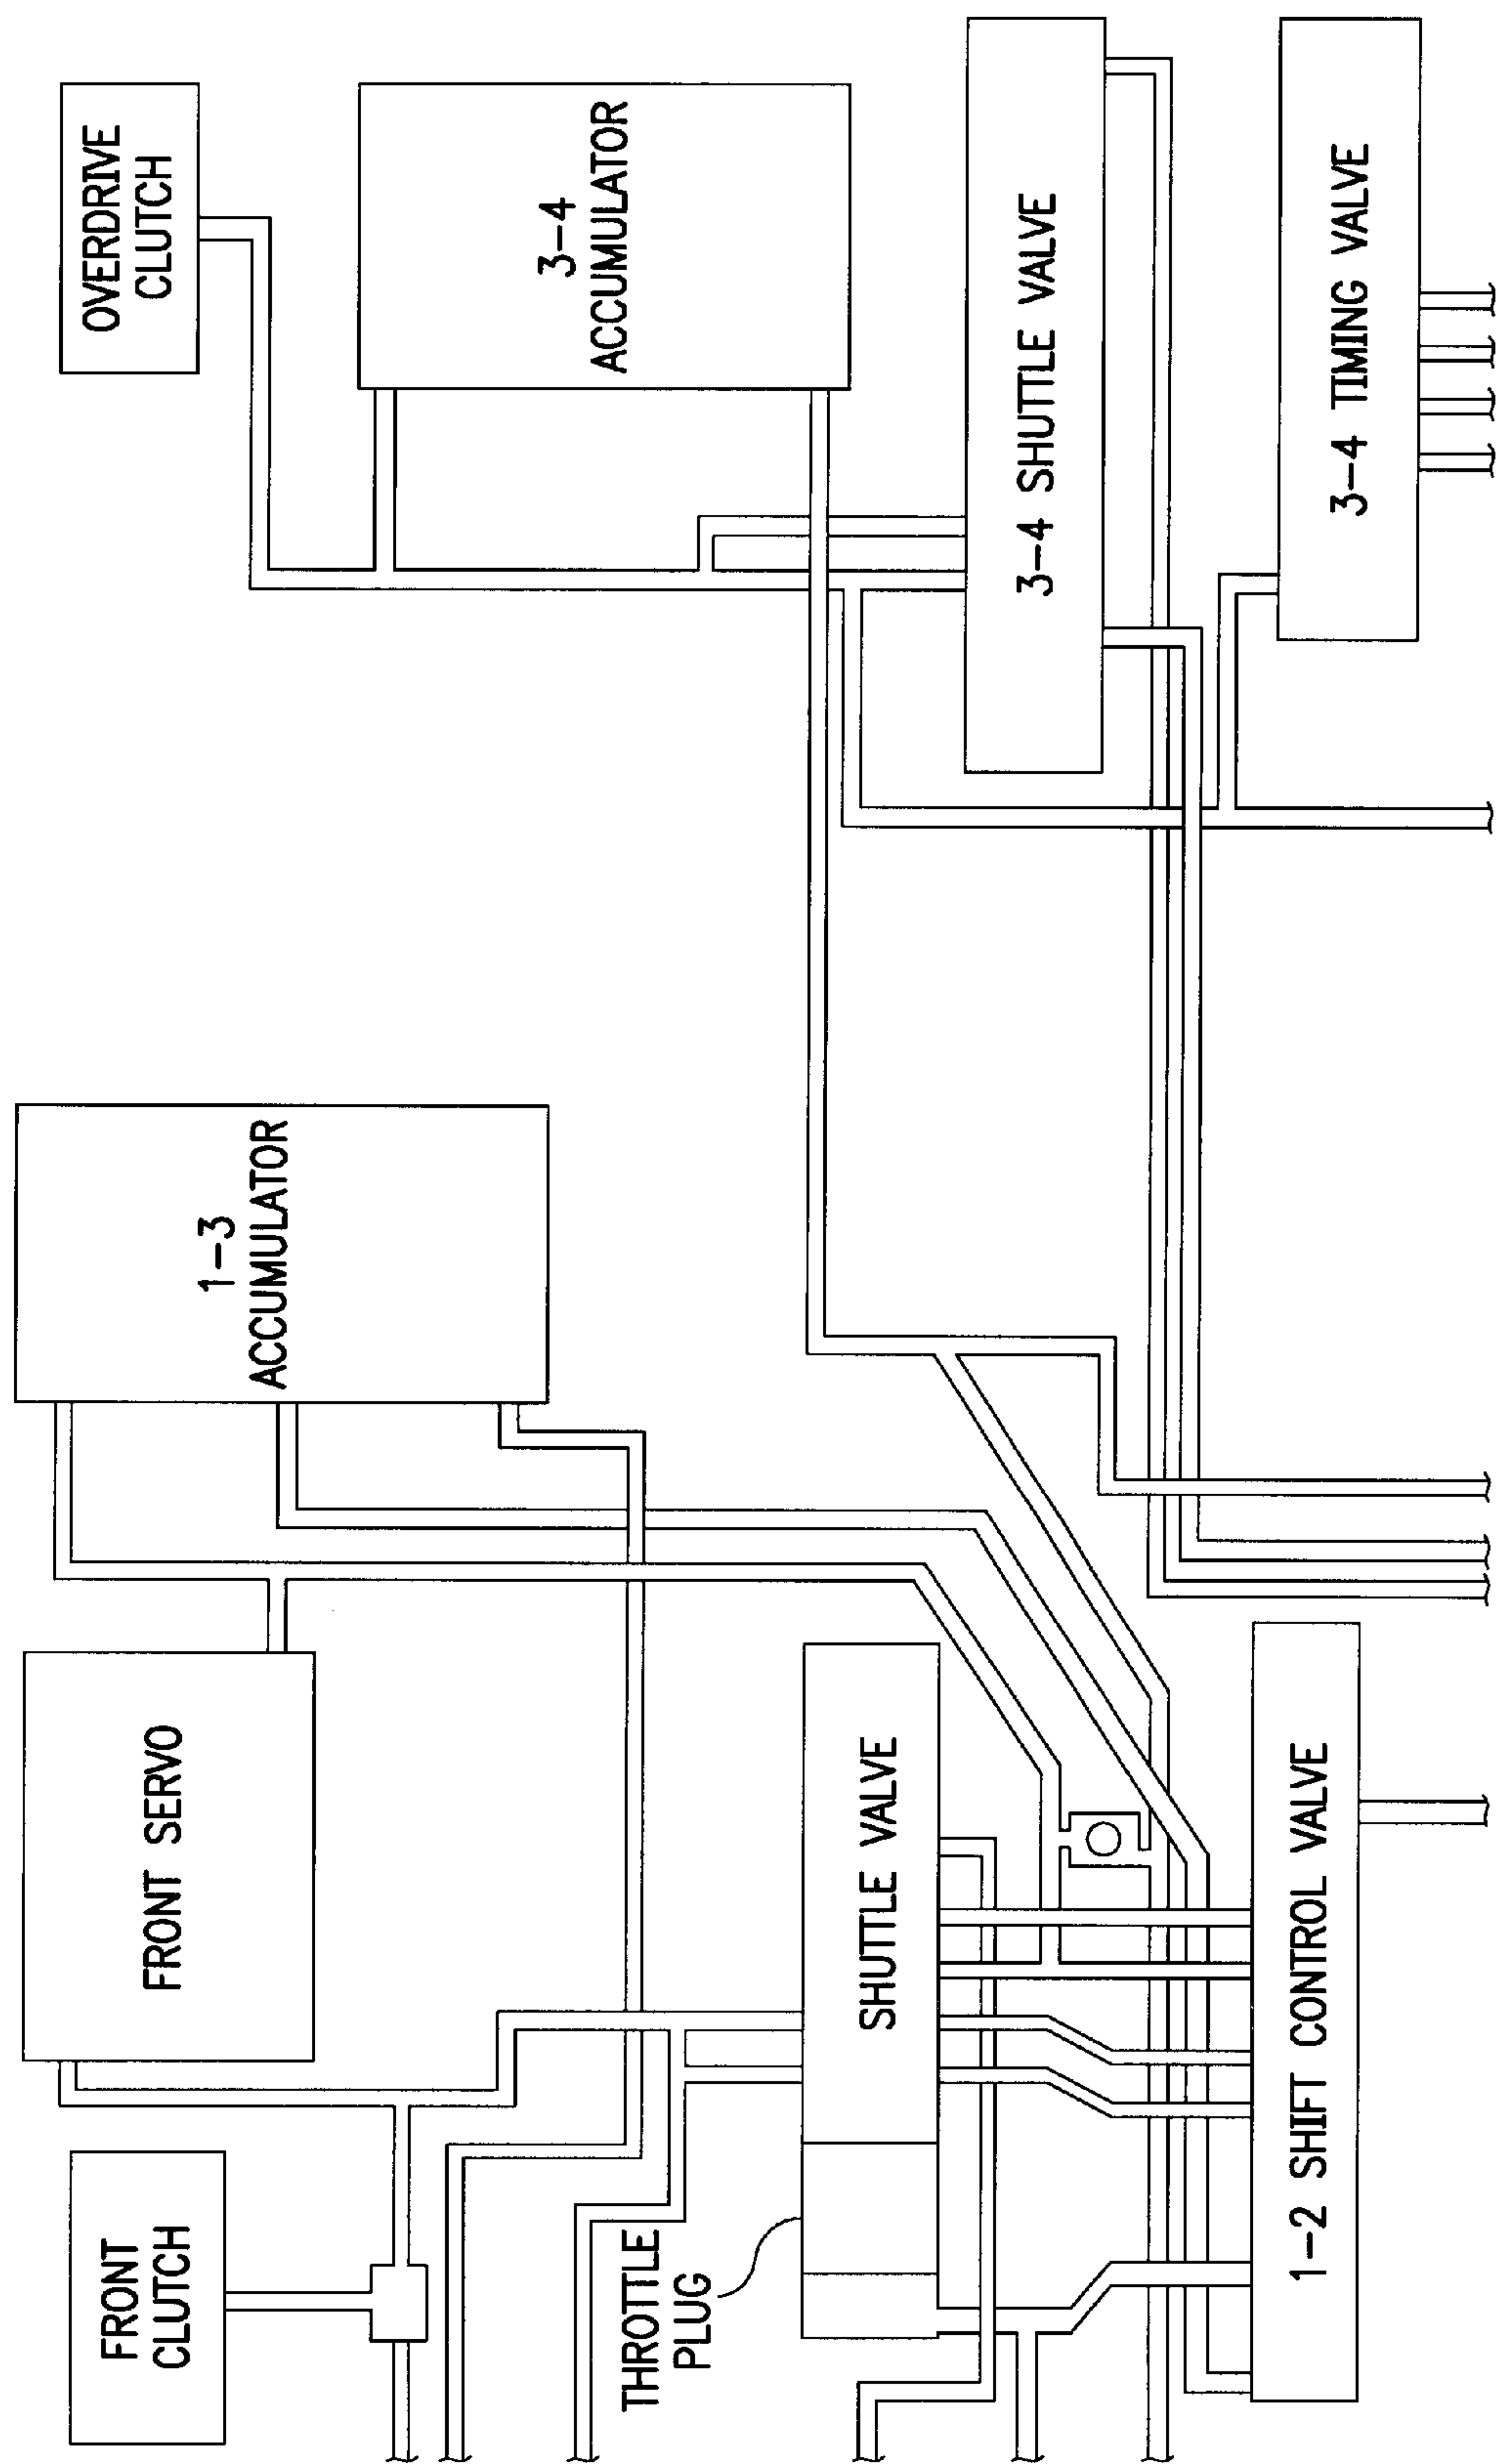 FRONT
CLUTCH
FRONT SERVO
1-3
ACCUMULATOR
OVERDRIVE
CLUTCH
3-4
ACCUMULATOR
THROTTLE
PLUG
SHUTTLE VALVE
3-4 SHUTTLE VALVE
1-2 SHIFT CONTROL VALVE
3-4 TIMING VALVE